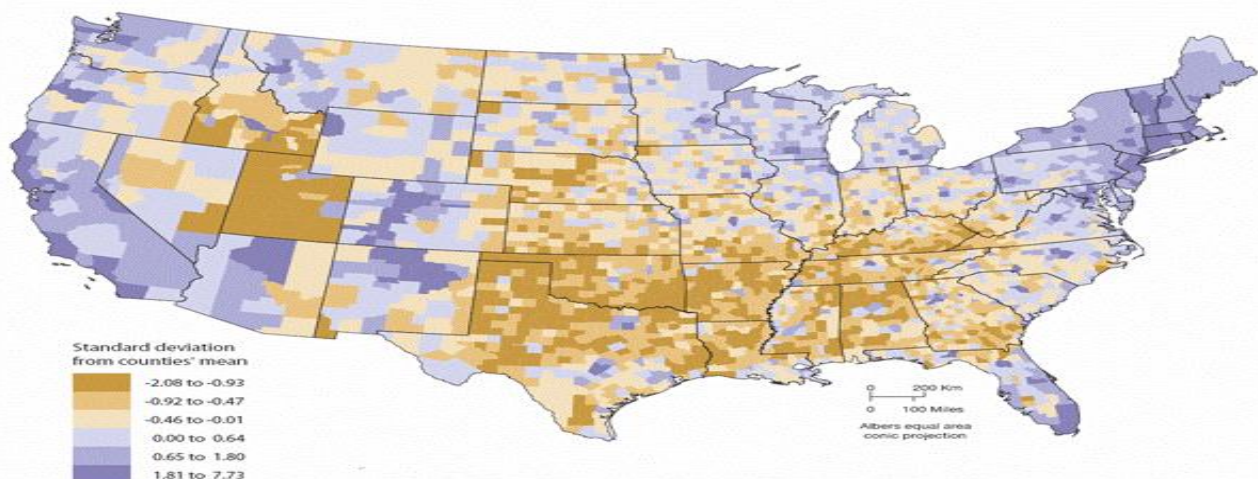 Standard deviation
from counties' mean
-2.08 to -0.93
-0.92 to -0.47
-0.46 to -0.01
0.00 to 0.64
0.65 to 1.80
1.81 to 7.73
0 200 Km
0 100 Miles
Albers equal area
conic projection